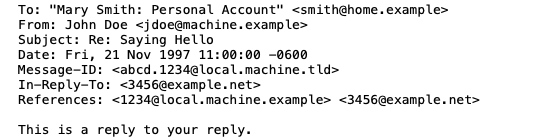 To: "Mary Smith: Personal Account" <smith@home.example>
From: John Doe <jdoe@machine.example>
Subject: Re: Saying Hello
Date: Fri, 21 Nov 1997 11:00:00 -0600
Message-ID: <abcd.1234@local.machine.tld>
In-Reply-To: <3456@example.net>
References: <1234@local.machine.example> <3456@example.net>

This is a reply to your reply.